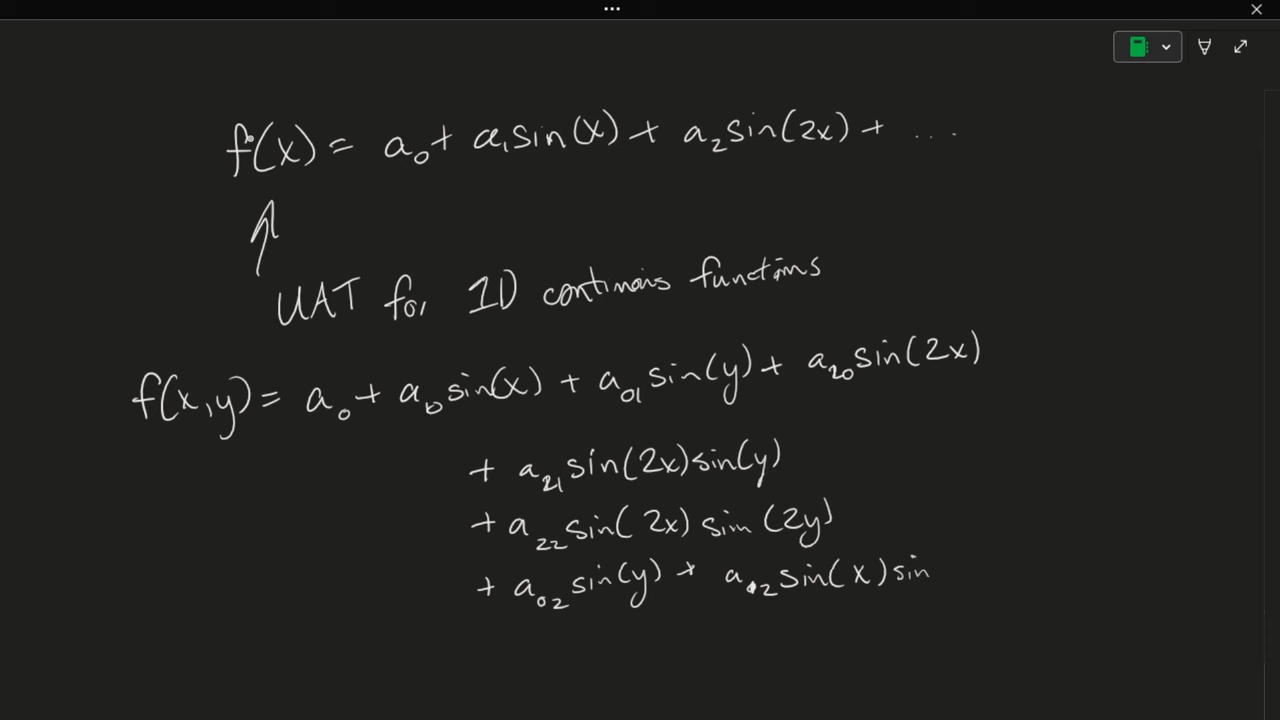 f(x) = a₀ + a₁sin(x) + a₂sin(2x) + ...
UAT for 1D continous functions
f(x,y) = a₀ + a₁₀sin(x) + a₀₁sin(y) + a₂₀sin(2x)
+ a₂₁sin(2x)sin(y)
+ a₂₂sin(2x)sin(2y)
+ a₀₂sin(y) + a₁₂sin(x)sin